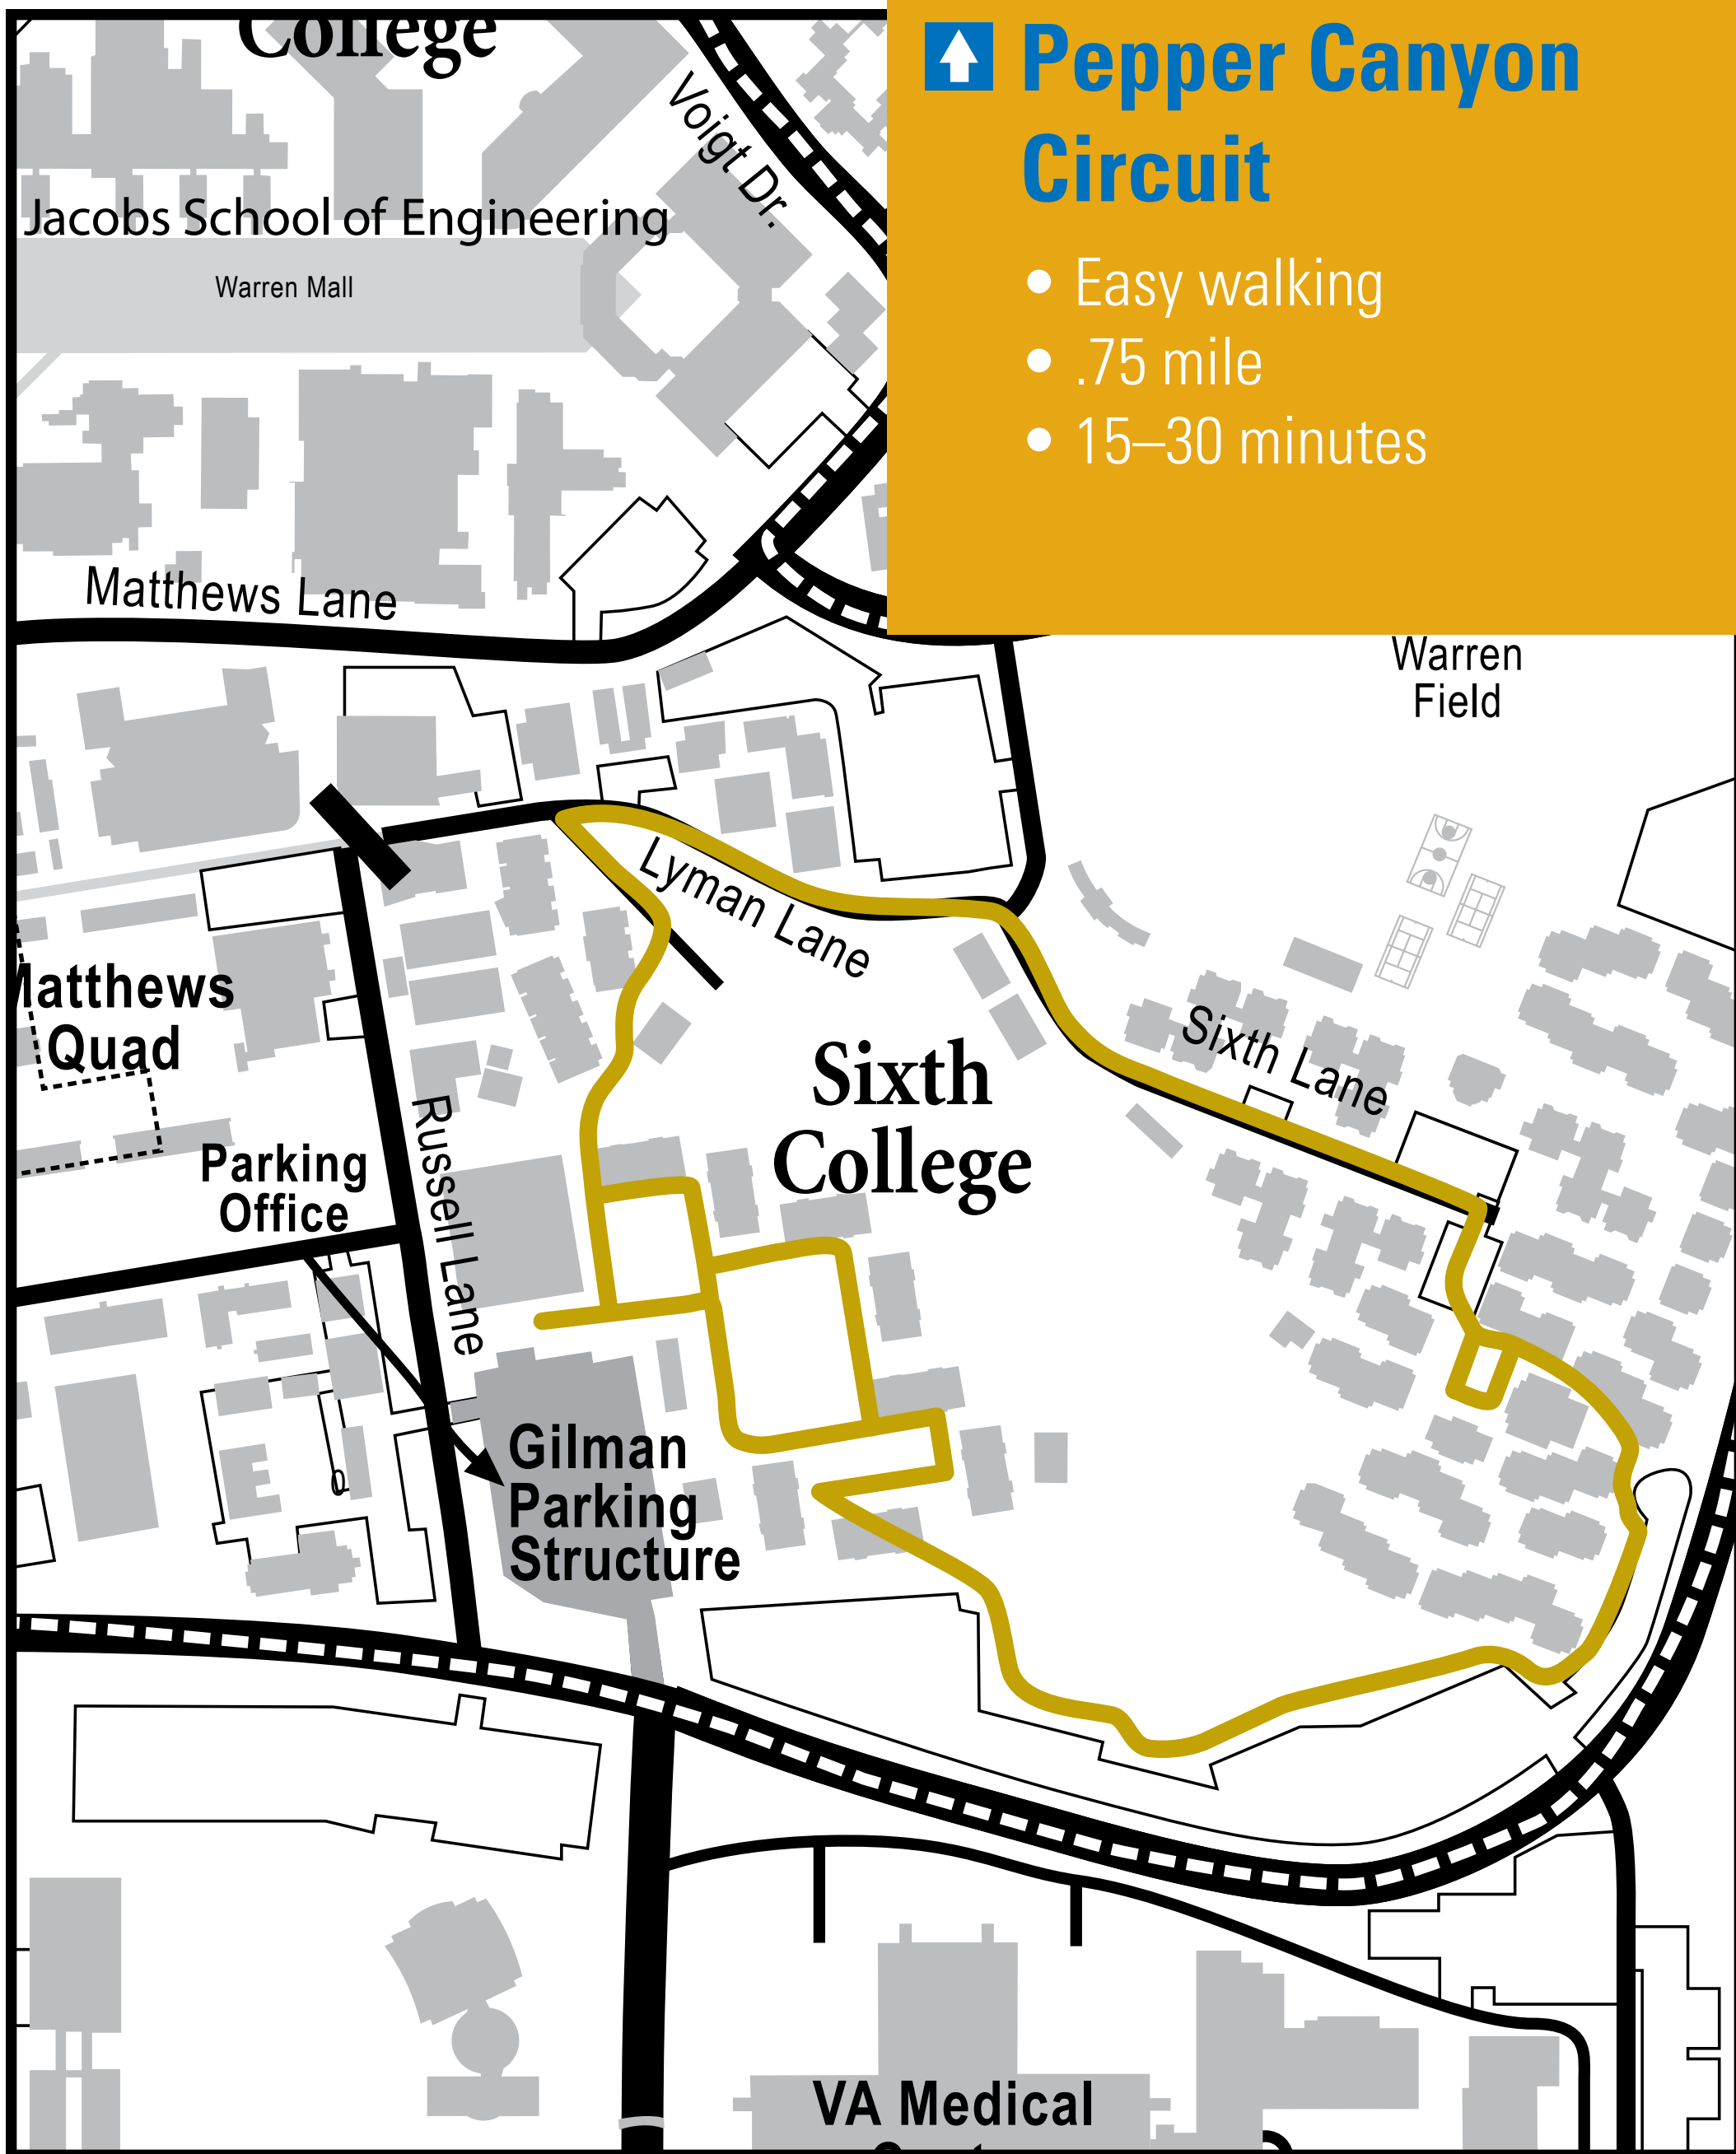 College
Pepper Canyon
Circuit
• Easy walking
• .75 mile
• 15–30 minutes
Voigt Dr.
Jacobs School of Engineering
Warren Mall
Matthews Lane
Warren
Field
Lyman Lane
Matthews
Quad
Sixth
College
Sixth Lane
Russell Lane
Parking
Office
Gilman
Parking
Structure
VA Medical